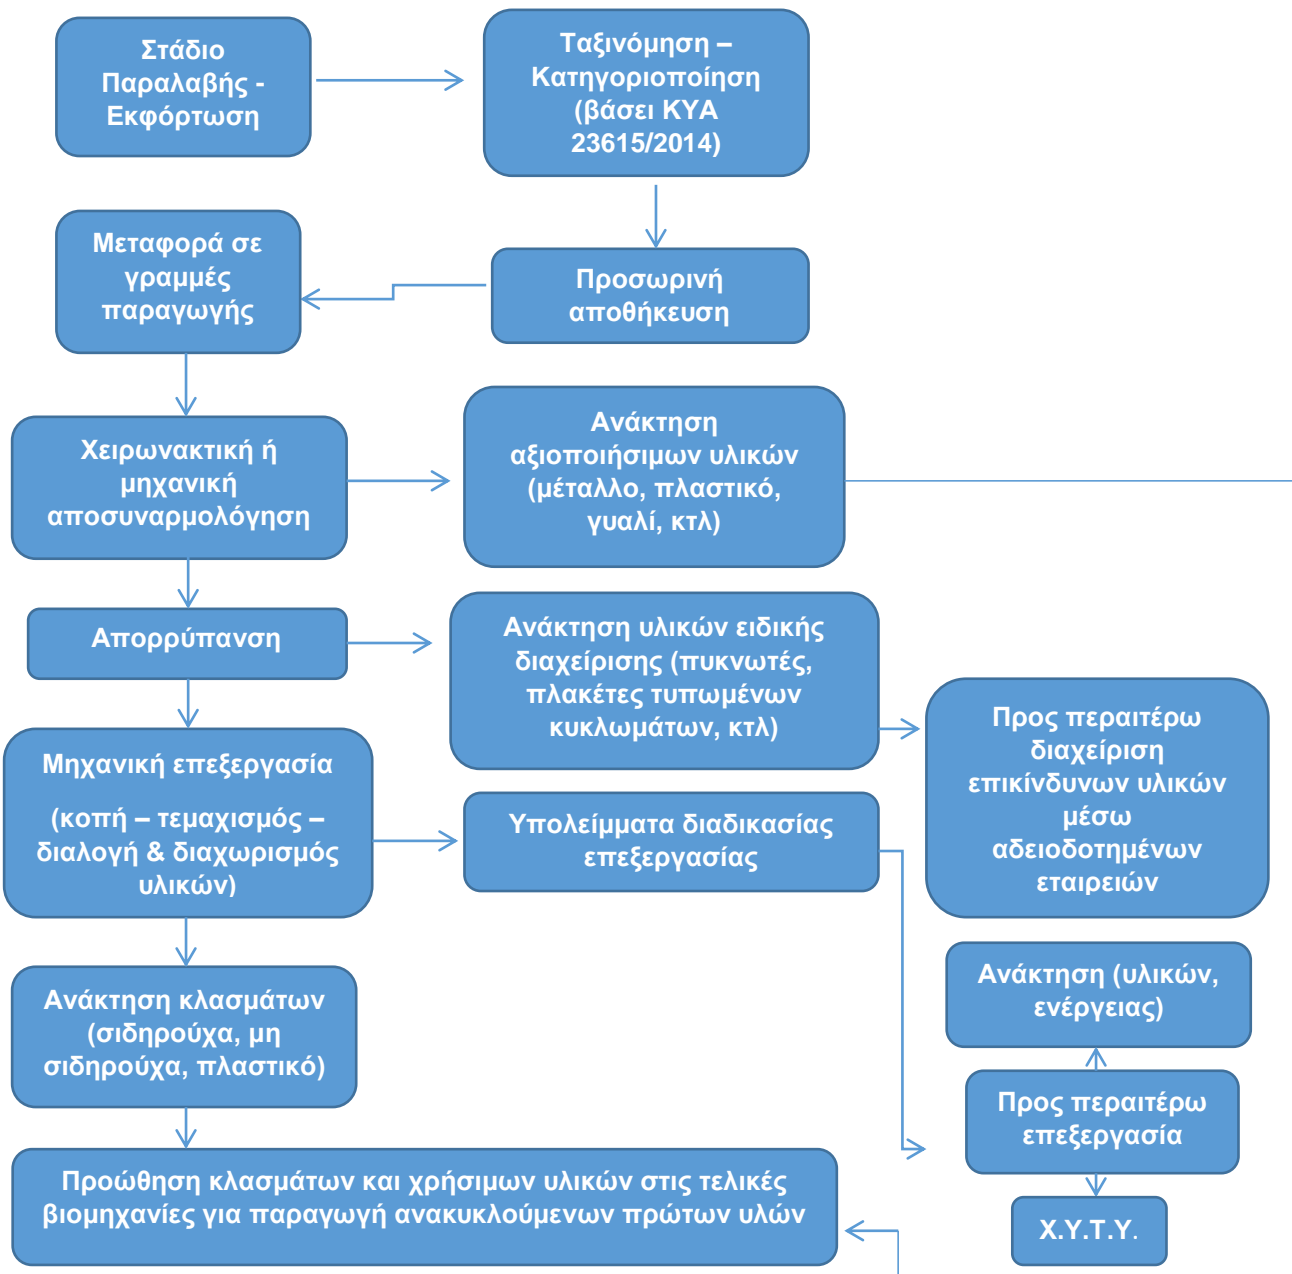 Στάδιο
Παραλαβής -
Εκφόρτωση
Ταξινόμηση –
Κατηγοριοποίηση
(βάσει ΚΥΑ
23615/2014)
Μεταφορά σε
γραμμές
παραγωγής
Προσωρινή
αποθήκευση
Χειρωνακτική ή
μηχανική
αποσυναρμολόγηση
Ανάκτηση
αξιοποιήσιμων υλικών
(μέταλλο, πλαστικό,
γυαλί, κτλ)
Απορρύπανση
Ανάκτηση υλικών ειδικής
διαχείρισης (πυκνωτές,
πλακέτες τυπωμένων
κυκλωμάτων, κτλ)
Προς περαιτέρω
διαχείριση
επικίνδυνων υλικών
μέσω
αδειοδοτημένων
εταιρειών
Μηχανική επεξεργασία
(κοπή – τεμαχισμός –
διαλογή & διαχωρισμός
υλικών)
Υπολείμματα διαδικασίας
επεξεργασίας
Ανάκτηση (υλικών,
ενέργειας)
Ανάκτηση κλασμάτων
(σιδηρούχα, μη
σιδηρούχα, πλαστικό)
Προς περαιτέρω
επεξεργασία
Προώθηση κλασμάτων και χρήσιμων υλικών στις τελικές
βιομηχανίες για παραγωγή ανακυκλούμενων πρώτων υλών
Χ.Υ.Τ.Υ.